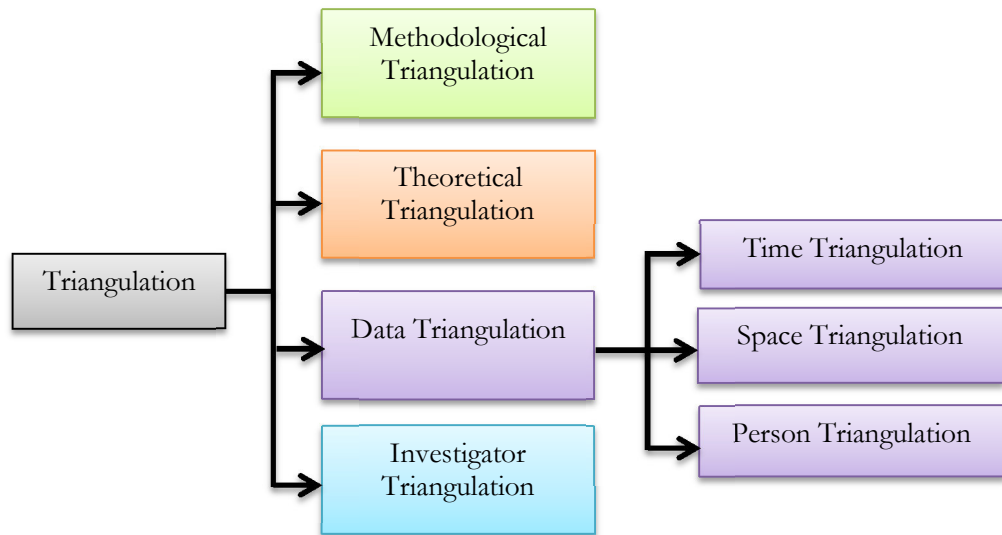 Methodological
Triangulation
Theoretical
Triangulation
Triangulation
Data Triangulation
Investigator
Triangulation
Time Triangulation
Space Triangulation
Person Triangulation